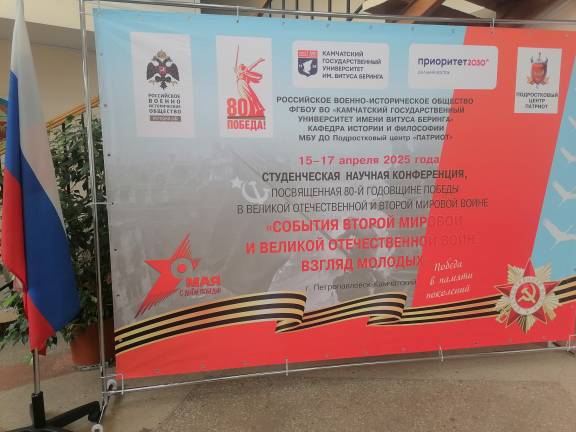 РОССИЙСКОЕ
ВОЕННО-
ИСТОРИЧЕСКОЕ
ОБЩЕСТВО
80
ПОБЕДА!
КАМЧАТСКИЙ
ГОСУДАРСТВЕННЫЙ
УНИВЕРСИТЕТ
ИМ. ВИТУСА БЕРИНГА
приоритет2030
ПОДРОСТКОВЫЙ
ЦЕНТР
ПАТРИОТ
РОССИЙСКОЕ ВОЕННО-ИСТОРИЧЕСКОЕ ОБЩЕСТВО
ФГБОУ ВО «КАМЧАТСКИЙ ГОСУДАРСТВЕННЫЙ
УНИВЕРСИТЕТ ИМЕНИ ВИТУСА БЕРИНГА»
КАФЕДРА ИСТОРИИ И ФИЛОСОФИИ
МБУ ДО Подростковый центр «ПАТРИОТ»
15–17 апреля 2025 года
СТУДЕНЧЕСКАЯ НАУЧНАЯ КОНФЕРЕНЦИЯ,
ПОСВЯЩЕННАЯ 80-Й ГОДОВЩИНЕ ПОБЕДЫ
В ВЕЛИКОЙ ОТЕЧЕСТВЕННОЙ И ВТОРОЙ МИРОВОЙ ВОЙНЕ
«СОБЫТИЯ ВТОРОЙ МИРОВОЙ
И ВЕЛИКОЙ ОТЕЧЕСТВЕННОЙ ВОЙН
ВЗГЛЯД МОЛОДЫХ
г. Петропавловск-Камчатский
9 МАЯ
С ДНЁМ ПОБЕДЫ!
Победа
в памяти
поколений